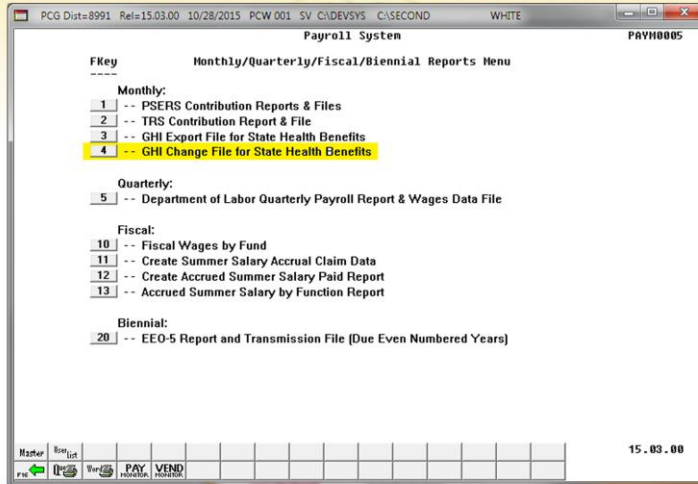 PCG Dist=8991 Rel=15.03.00 10/28/2015 PCW 001 SV C:\DEVSYS C:\SECOND WHITE
Payroll System PAYM0005
FKey Monthly/Quarterly/Fiscal/Biennial Reports Menu
----
Monthly:
1 -- PSERS Contribution Reports & Files
2 -- TRS Contribution Report & File
3 -- GHI Export File for State Health Benefits
4 -- GHI Change File for State Health Benefits
Quarterly:
5 -- Department of Labor Quarterly Payroll Report & Wages Data File
Fiscal:
10 -- Fiscal Wages by Fund
11 -- Create Summer Salary Accrual Claim Data
12 -- Create Accrued Summer Salary Paid Report
13 -- Accrued Summer Salary by Function Report
Biennial:
20 -- EEO-5 Report and Transmission File (Due Even Numbered Years)
Master User List 15.03.00
F16 PAY MONITOR VEND MONITOR